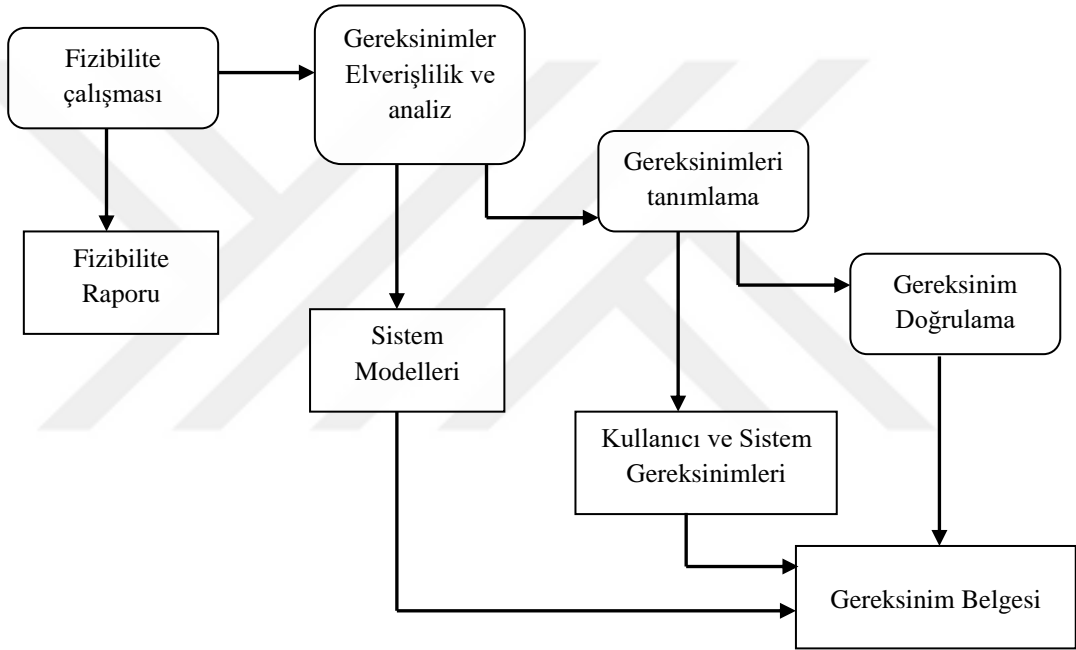 Fizibilite
çalışması
Gereksinimler
Elverişlilik ve
analiz
Gereksinimleri
tanımlama
Fizibilite
Raporu
Gereksinim
Doğrulama
Sistem
Modelleri
Kullanıcı ve Sistem
Gereksinimleri
Gereksinim Belgesi